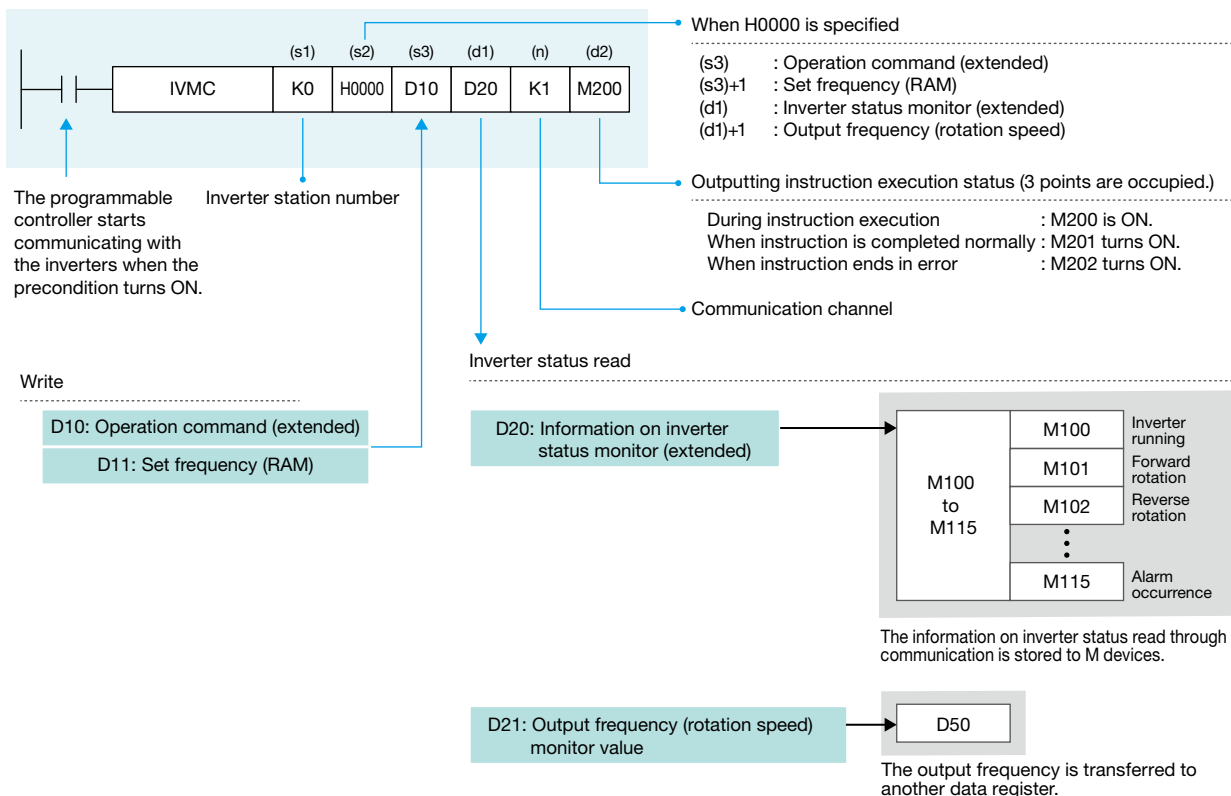 When H0000 is specified
(s1) (s2) (s3) (d1) (n) (d2)
IVMC K0 H0000 D10 D20 K1 M200
(s3) : Operation command (extended)
(s3)+1 : Set frequency (RAM)
(d1) : Inverter status monitor (extended)
(d1)+1 : Output frequency (rotation speed)
The programmable
controller starts
communicating with
the inverters when the
precondition turns ON.
Inverter station number
Outputting instruction execution status (3 points are occupied.)
During instruction execution : M200 is ON.
When instruction is completed normally : M201 turns ON.
When instruction ends in error : M202 turns ON.
Communication channel
Inverter status read
Write
D10: Operation command (extended)
D11: Set frequency (RAM)
D20: Information on inverter
status monitor (extended)
M100
to
M115
M100 Inverter
running
M101 Forward
rotation
M102 Reverse
rotation
M115 Alarm
occurrence
The information on inverter status read through
communication is stored to M devices.
D21: Output frequency (rotation speed)
monitor value
D50
The output frequency is transferred to
another data register.